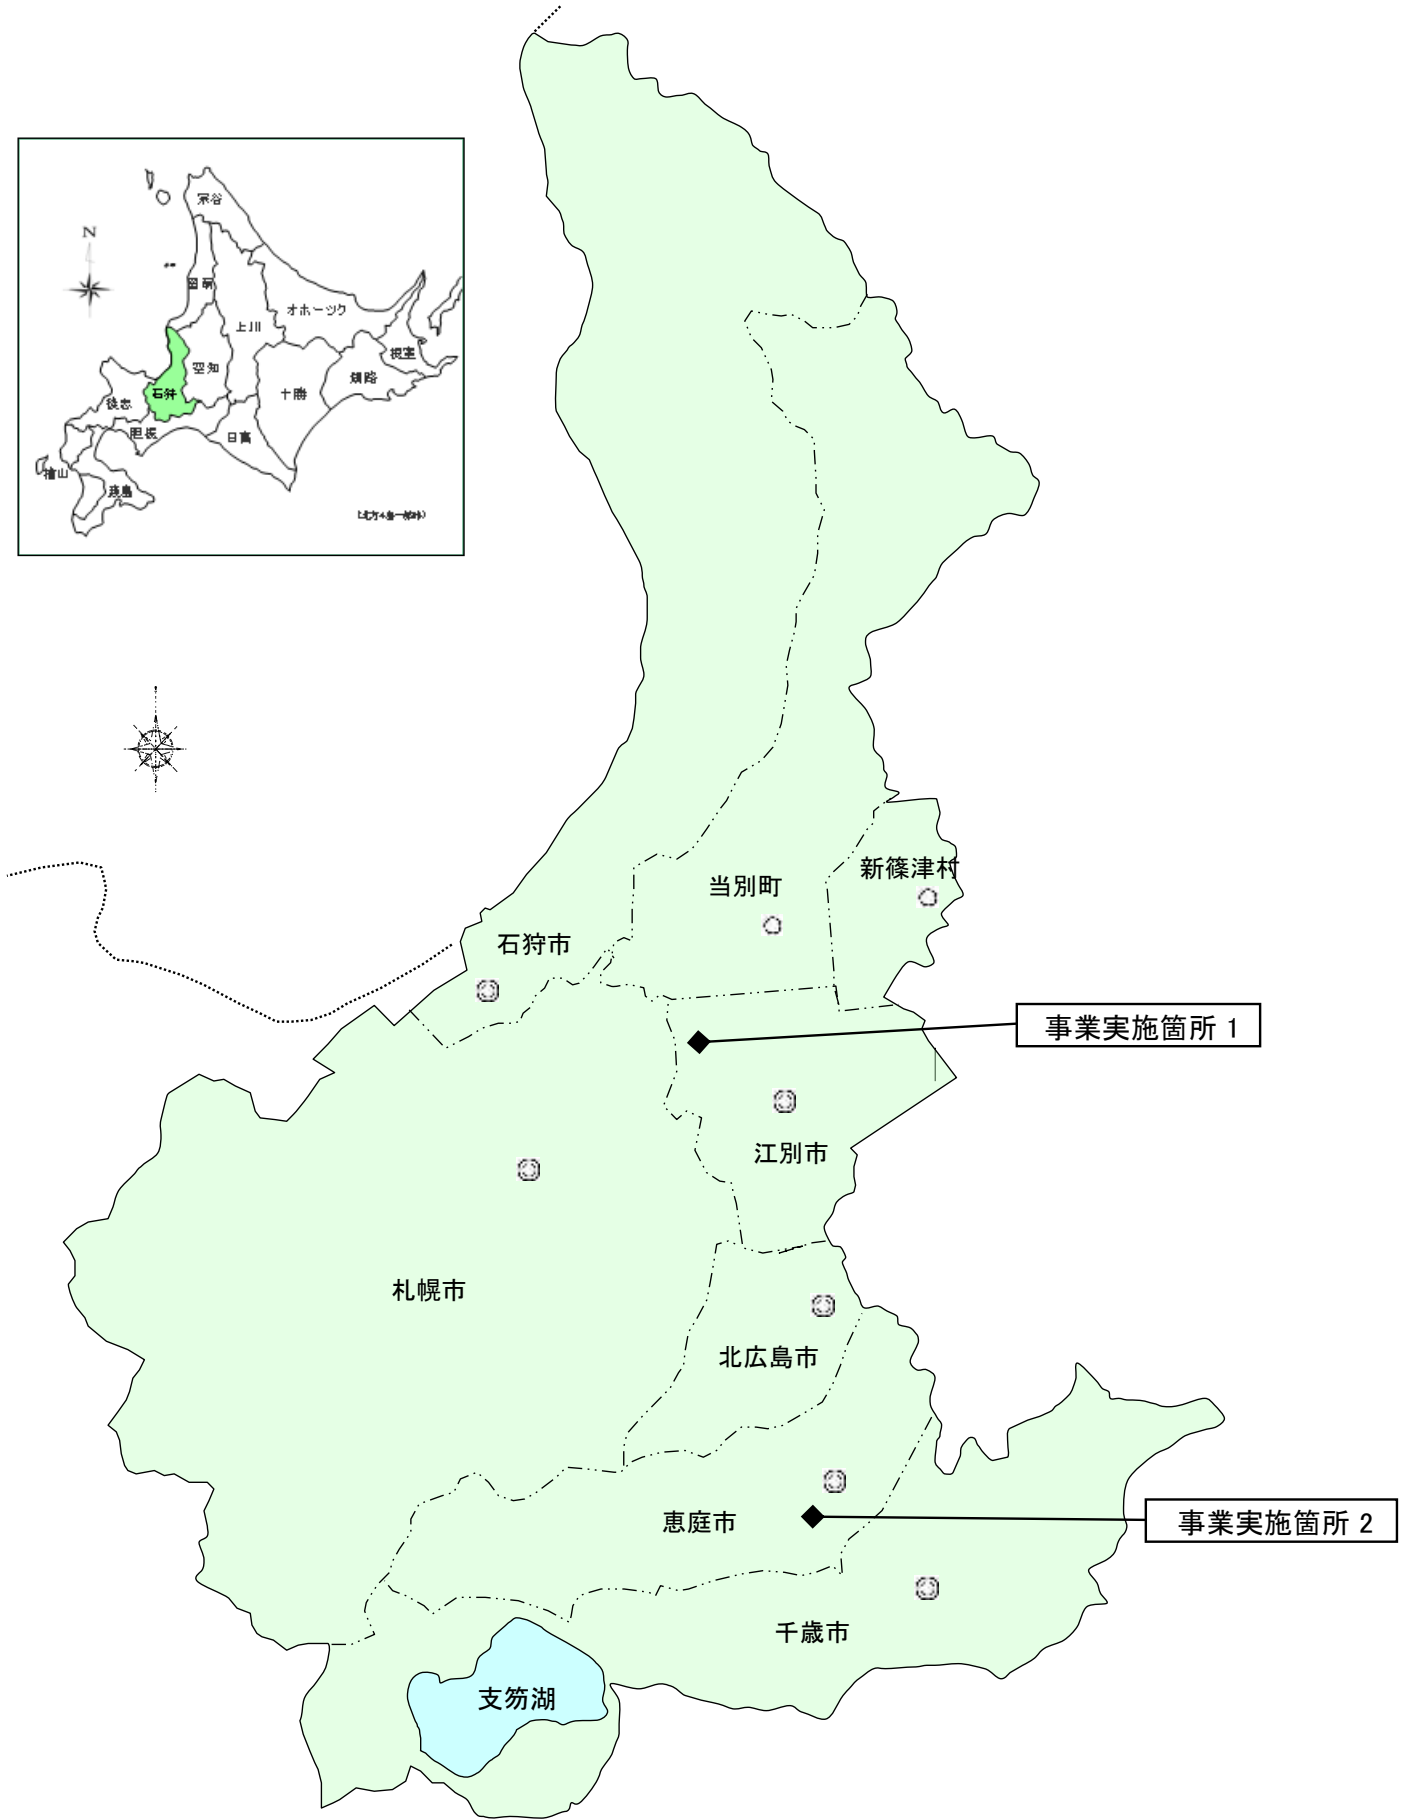 N
宗谷
留萌
オホーツク
上川
空知
根室
釧路
石狩
十勝
後志
胆振
日高
檜山
渡島
新篠津村
当別町
石狩市
事業実施箇所 1
江別市
札幌市
北広島市
事業実施箇所 2
恵庭市
千歳市
支笏湖